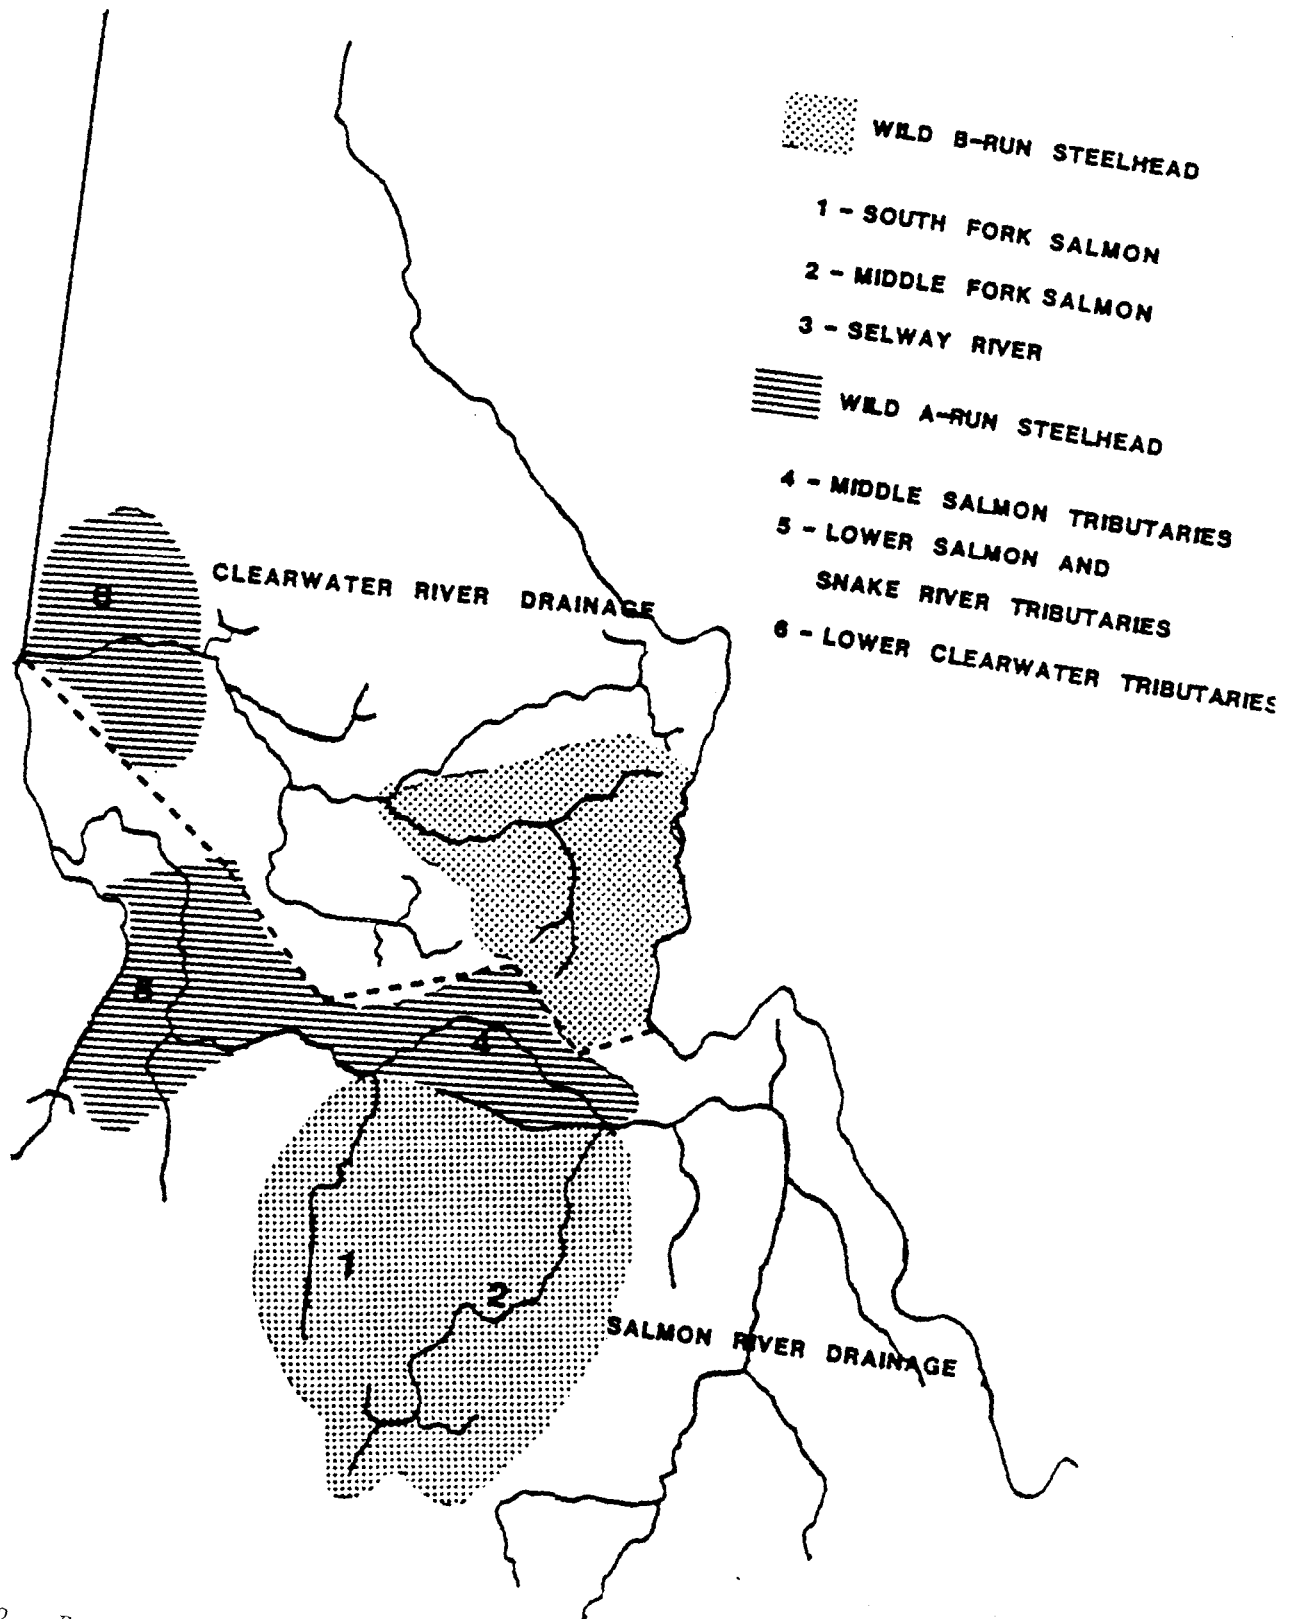 WILD B-RUN STEELHEAD
1 - SOUTH FORK SALMON
2 - MIDDLE FORK SALMON
3 - SELWAY RIVER
WILD A-RUN STEELHEAD
4 - MIDDLE SALMON TRIBUTARIES
5 - LOWER SALMON AND
SNAKE RIVER TRIBUTARIES
6 - LOWER CLEARWATER TRIBUTARIES
6
CLEARWATER RIVER DRAINAGE
5
4
1
2
SALMON RIVER DRAINAGE